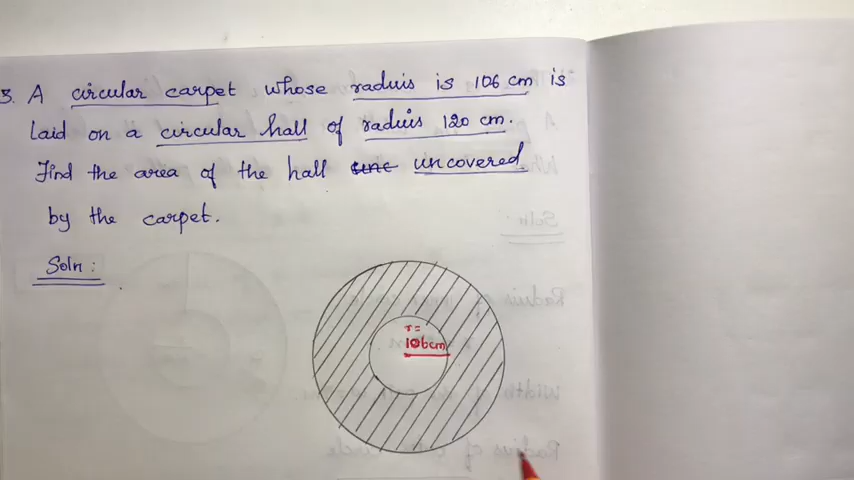 3. A circular carpet whose raduis is 106 cm is
laid on a circular hall of raduis 120 cm.
Find the area of the hall uncovered
by the carpet.
Soln :
r =
106cm